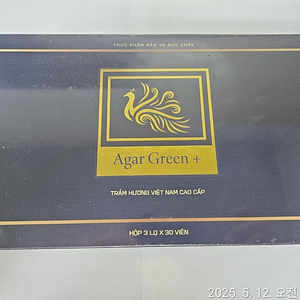 THỰC PHẨM BẢO VỆ SỨC KHỎE
Agar Green +
TRẦM HƯƠNG VIỆT NAM CAO CẤP
HỘP 3 LỌ X 30 VIÊN
2025. 5. 12. 오전